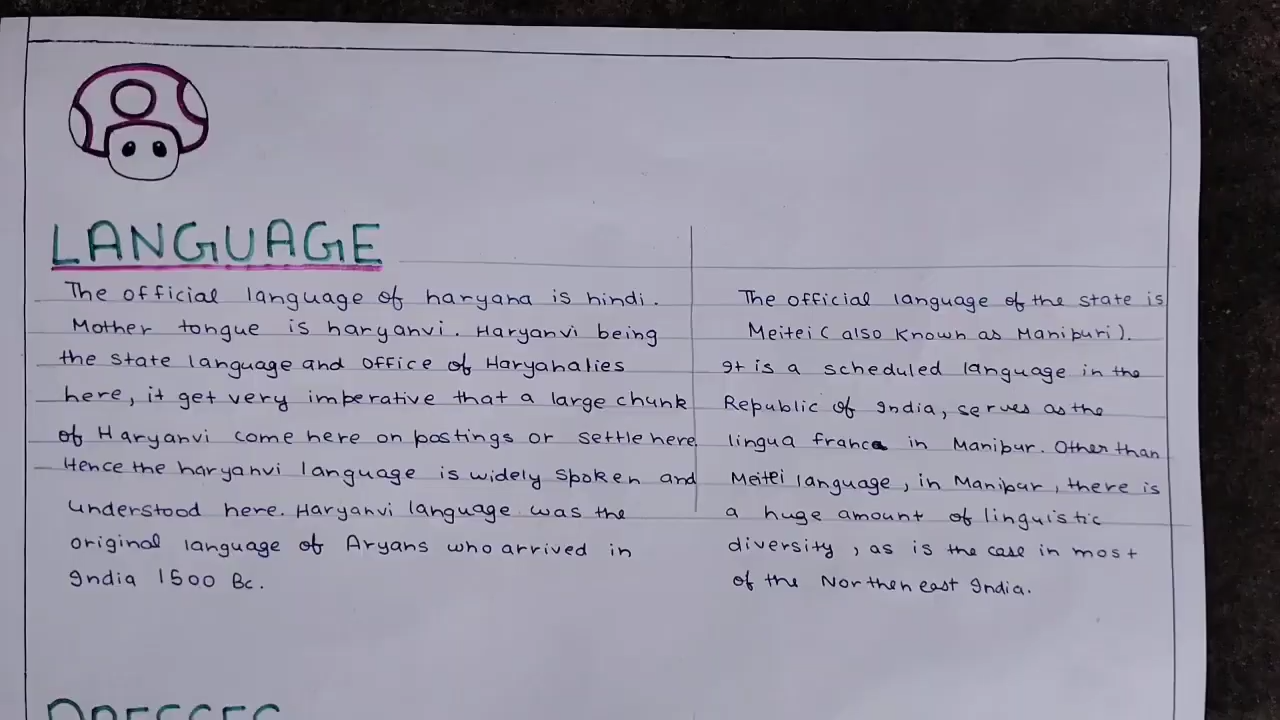 LANGUAGE
The official language of haryana is hindi.
Mother tongue is haryanvi. Haryanvi being
the state language and office of Haryahalies
here, it get very imperative that a large chunk
of Haryanvi come here on postings or settle here
Hence the haryanvi language is widely spoken and
understood here. Haryanvi language was the
original language of Aryans who arrived in
India 1500 Bc.
The official language of the state is
Meitei ( also known as Manipuri).
It is a scheduled language in the
Republic of India, serves as the
lingua franca in Manipur. Other than
Meitei language, in Manipur, there is
a huge amount of linguistic
diversity, as is the case in most
of the Northen east India.
DRESSES